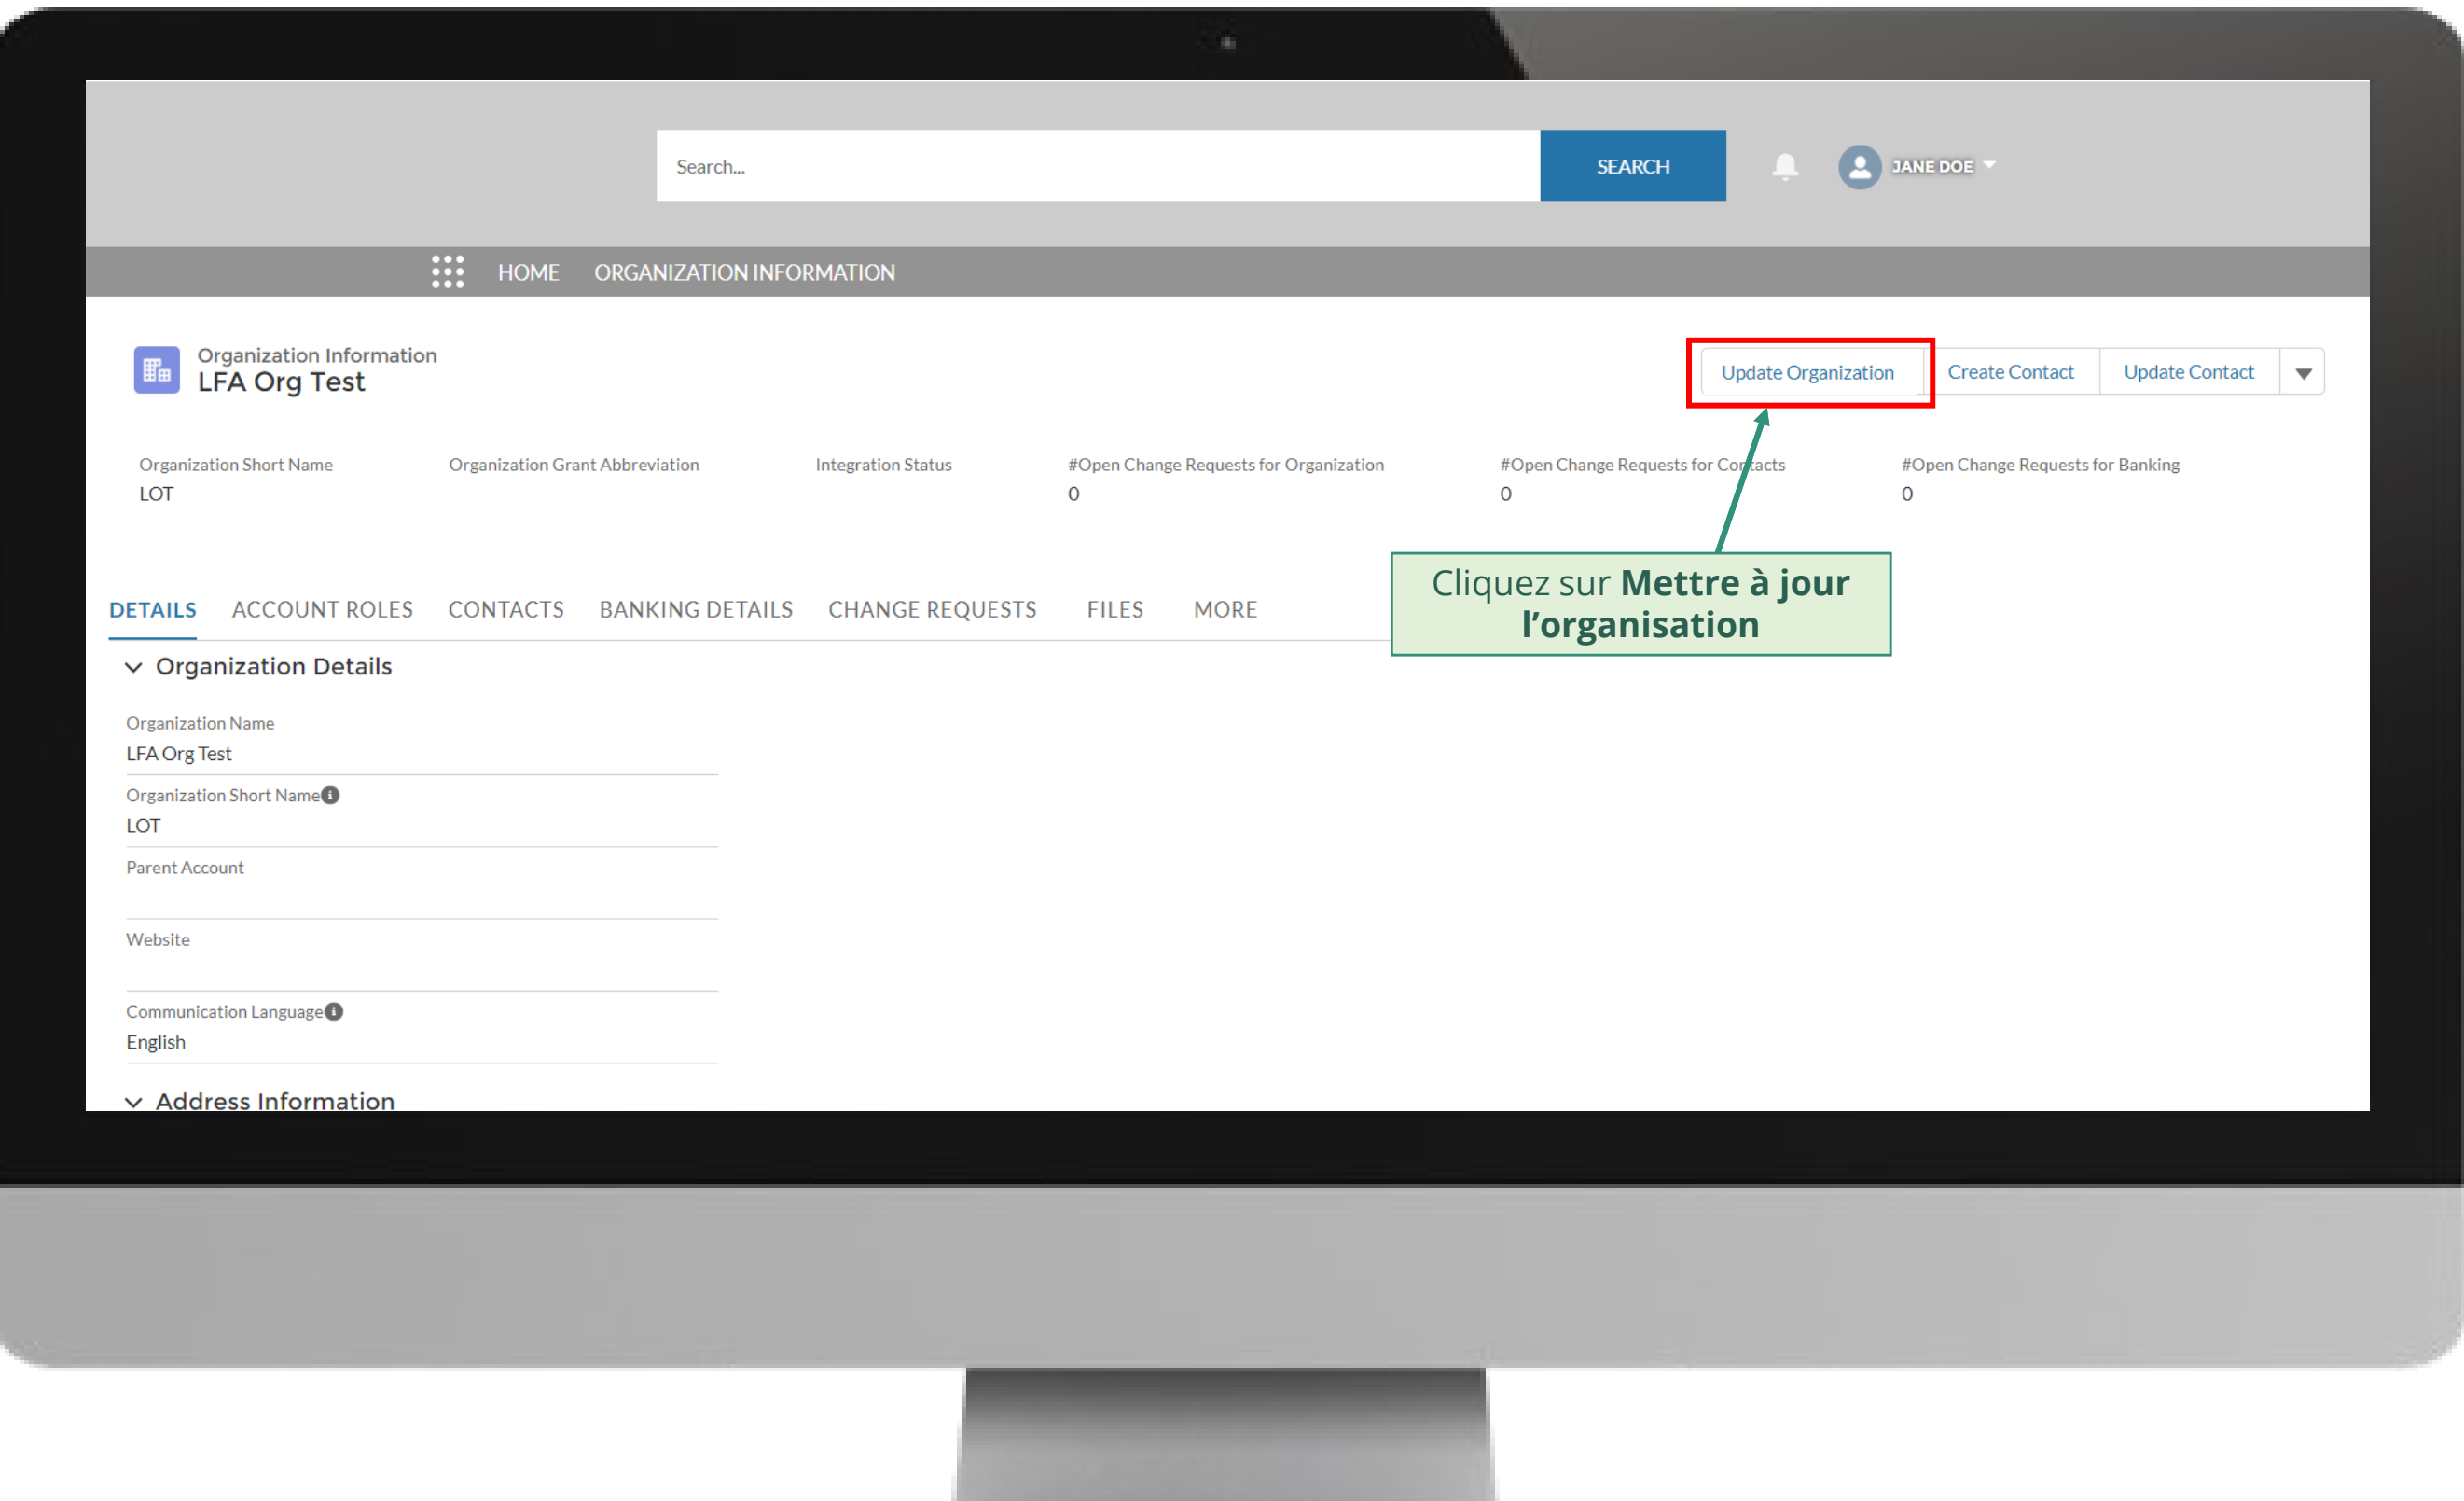 Search...
SEARCH
JANE DOE
HOME ORGANIZATION INFORMATION
Organization Information
LFA Org Test
Update Organization Create Contact Update Contact
Organization Short Name Organization Grant Abbreviation Integration Status #Open Change Requests for Organization #Open Change Requests for Contacts #Open Change Requests for Banking
LOT 0 0 0
Cliquez sur Mettre à jour
l’organisation
DETAILS ACCOUNT ROLES CONTACTS BANKING DETAILS CHANGE REQUESTS FILES MORE
Organization Details
Organization Name
LFA Org Test
Organization Short Name
LOT
Parent Account
Website
Communication Language
English
Address Information